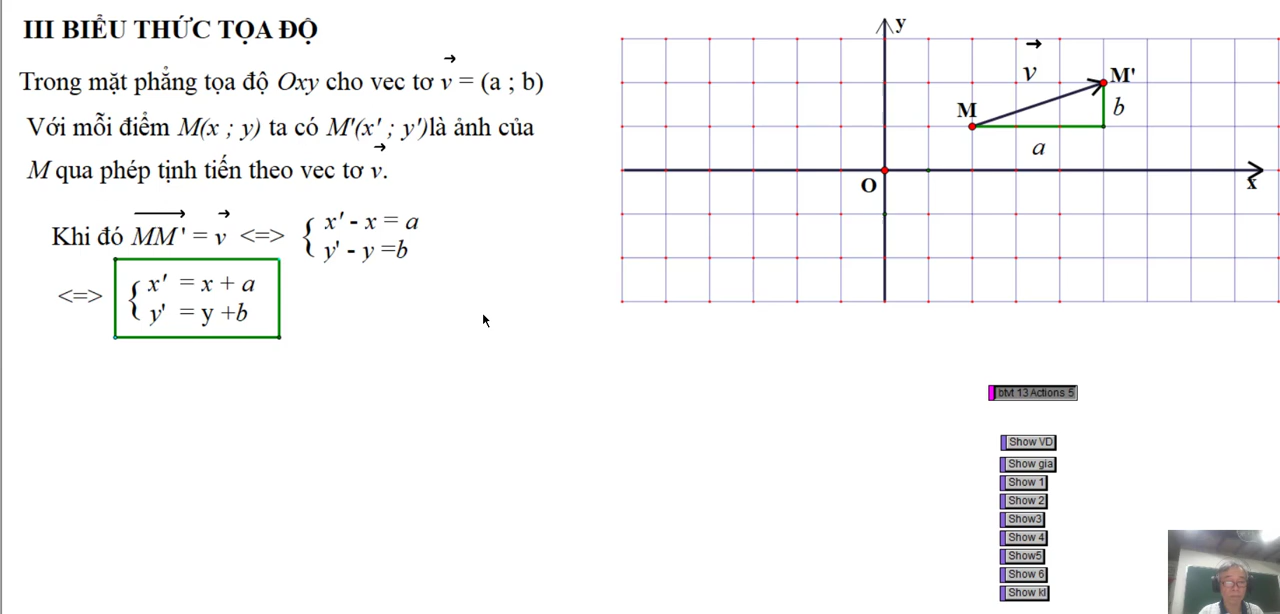 III BIỂU THỨC TỌA ĐỘ
Trong mặt phẳng tọa độ Oxy cho vec tơ v = (a ; b)
Với mỗi điểm M(x ; y) ta có M'(x' ; y')là ảnh của
M qua phép tịnh tiến theo vec tơ v.
Khi đó MM' = v <=> { x' - x = a
y' - y =b
<=> { x' = x + a
y' = y +b
y
v
M'
M
b
a
O
x
btvt 13 Actions 5
Show VD
Show gia
Show 1
Show 2
Show3
Show 4
Show5
Show 6
Show kl